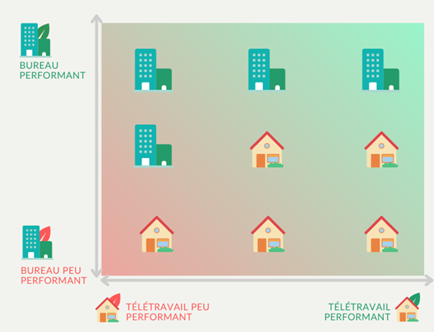 BUREAU
PERFORMANT
BUREAU PEU
PERFORMANT
TÉLÉTRAVAIL PEU
PERFORMANT
TÉLÉTRAVAIL
PERFORMANT